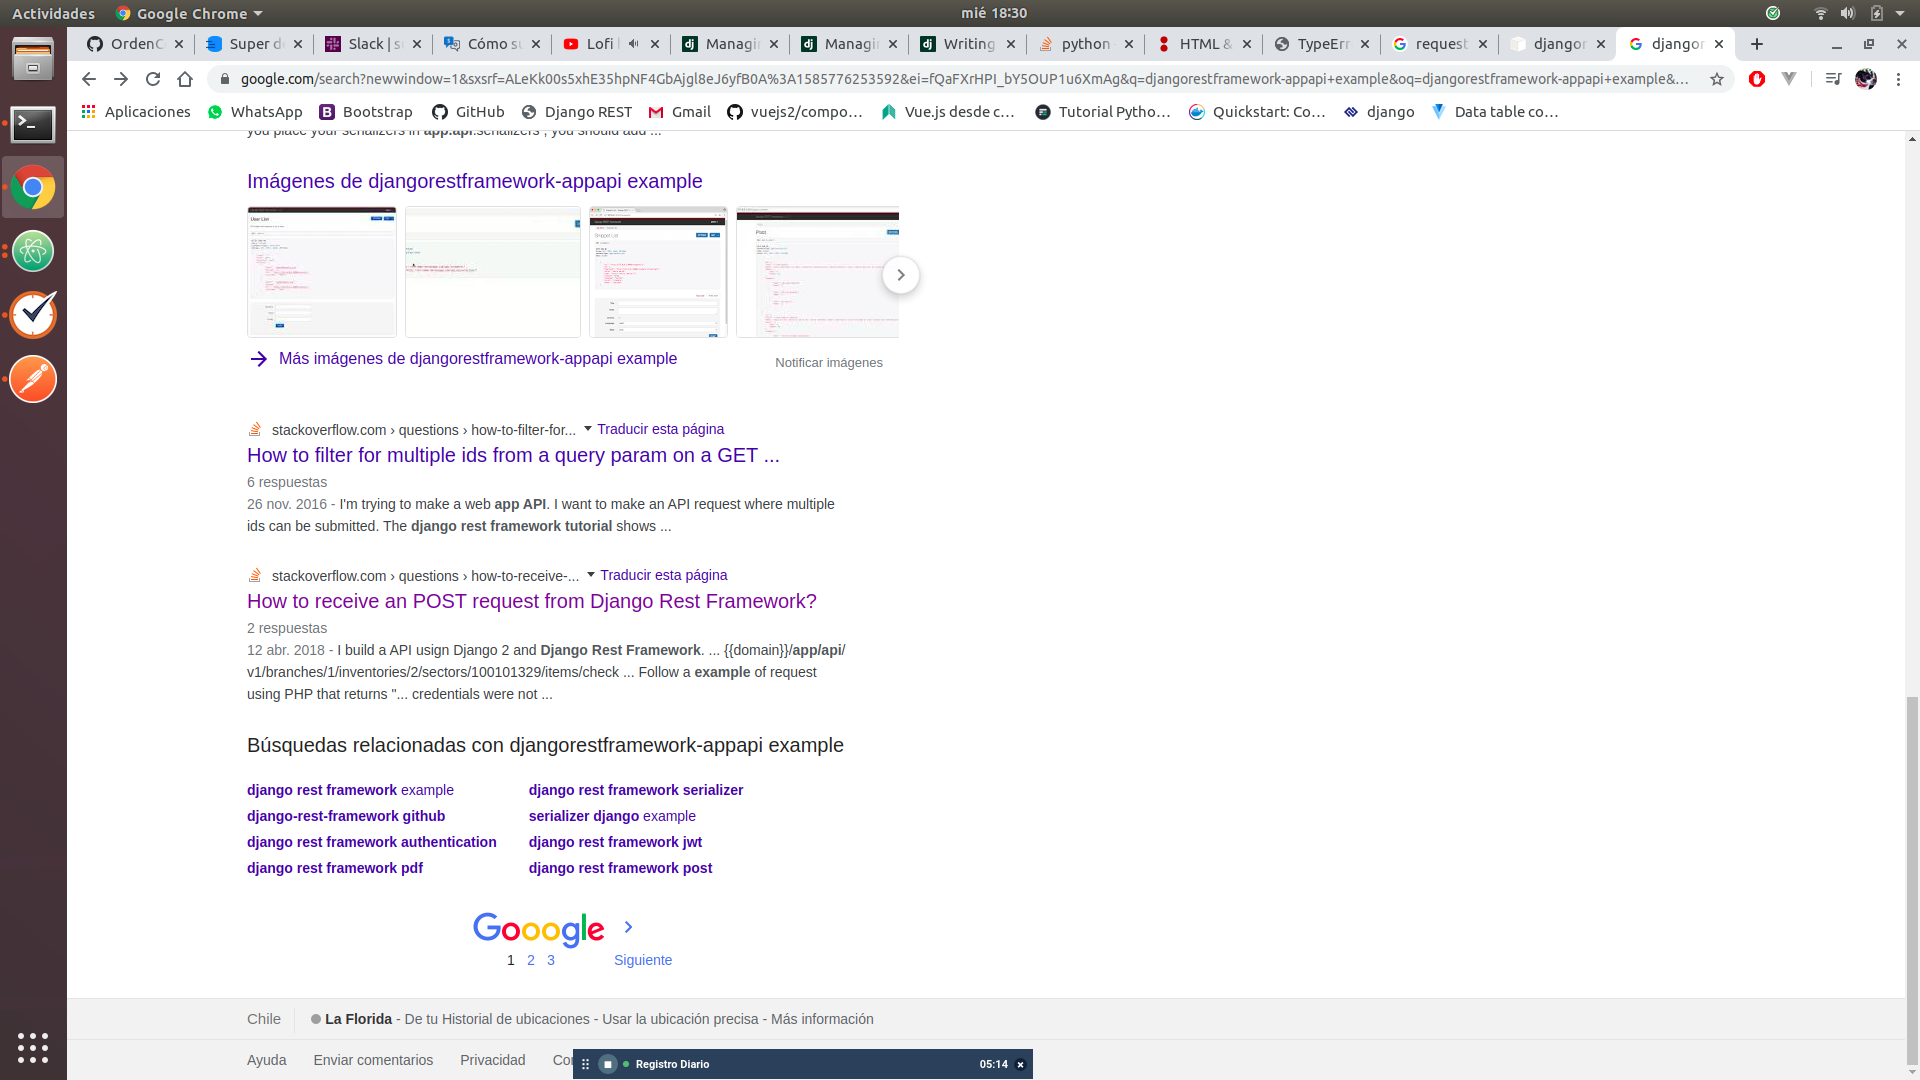 Actividades
Google Chrome
mié 18:30
OrdenC
Super d
Slack | s
Cómo s
Lofi
Managin
Managin
Writing
python
HTML &
TypeErr
request
django
django
google.com/search?newwindow=1&sxsrf=ALeKk00s5xhE35hpNF4GbAjgl8eJ6yfB0A%3A1585776253592&ei=fQaFXrHPI_bY5OUP1u6XmAg&q=djangorestframework-appapi+example&oq=djangorestframework-appapi+example&...
Aplicaciones
WhatsApp
Bootstrap
GitHub
Django REST
Gmail
vuejs2/compo...
Vue.js desde c...
Tutorial Pytho...
Quickstart: Co...
django
Data table co...
you place your serializers in app.api.serializers , you should add ...
Imágenes de djangorestframework-appapi example
User List
Snippet List
Post
Más imágenes de djangorestframework-appapi example
Notificar imágenes
stackoverflow.com › questions › how-to-filter-for... Traducir esta página
How to filter for multiple ids from a query param on a GET ...
6 respuestas
26 nov. 2016 - I'm trying to make a web app API. I want to make an API request where multiple
ids can be submitted. The django rest framework tutorial shows ...
stackoverflow.com › questions › how-to-receive-... Traducir esta página
How to receive an POST request from Django Rest Framework?
2 respuestas
12 abr. 2018 - I build a API usign Django 2 and Django Rest Framework. ... {{domain}}/app/api/
v1/branches/1/inventories/2/sectors/100101329/items/check ... Follow a example of request
using PHP that returns "... credentials were not ...
Búsquedas relacionadas con djangorestframework-appapi example
django rest framework example
django rest framework serializer
django-rest-framework github
serializer django example
django rest framework authentication
django rest framework jwt
django rest framework pdf
django rest framework post
Gooogle
1 2 3 Siguiente
Chile
La Florida - De tu Historial de ubicaciones - Usar la ubicación precisa - Más información
Ayuda
Enviar comentarios
Privacidad
Registro Diario
05:14